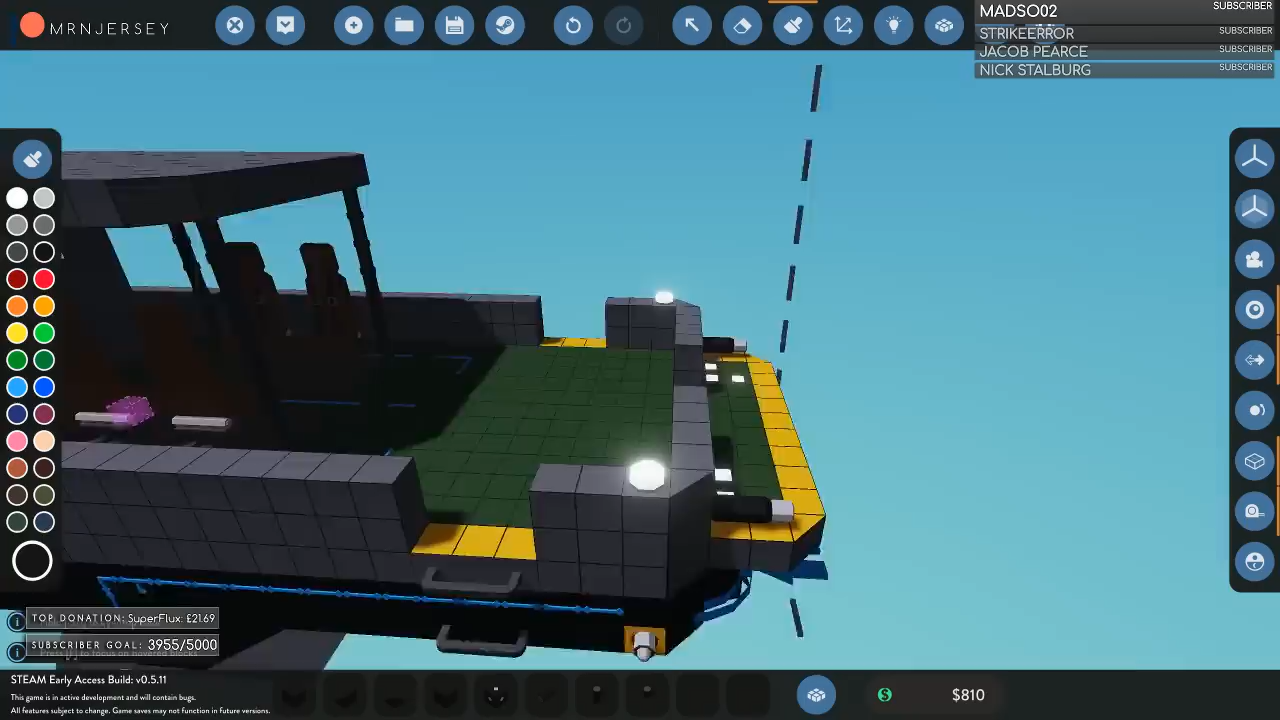 MRNJERSEY
MADSO02 SUBSCRIBER
STRIKEERROR SUBSCRIBER
JACOB PEARCE SUBSCRIBER
NICK STALBURG SUBSCRIBER
TOP DONATION: SuperFlux: £21.69
SUBSCRIBER GOAL: 3955/5000
STEAM Early Access Build: v0.5.11
This game is in active development and will contain bugs.
All features subject to change. Game saves may not function in future versions.
$ $810